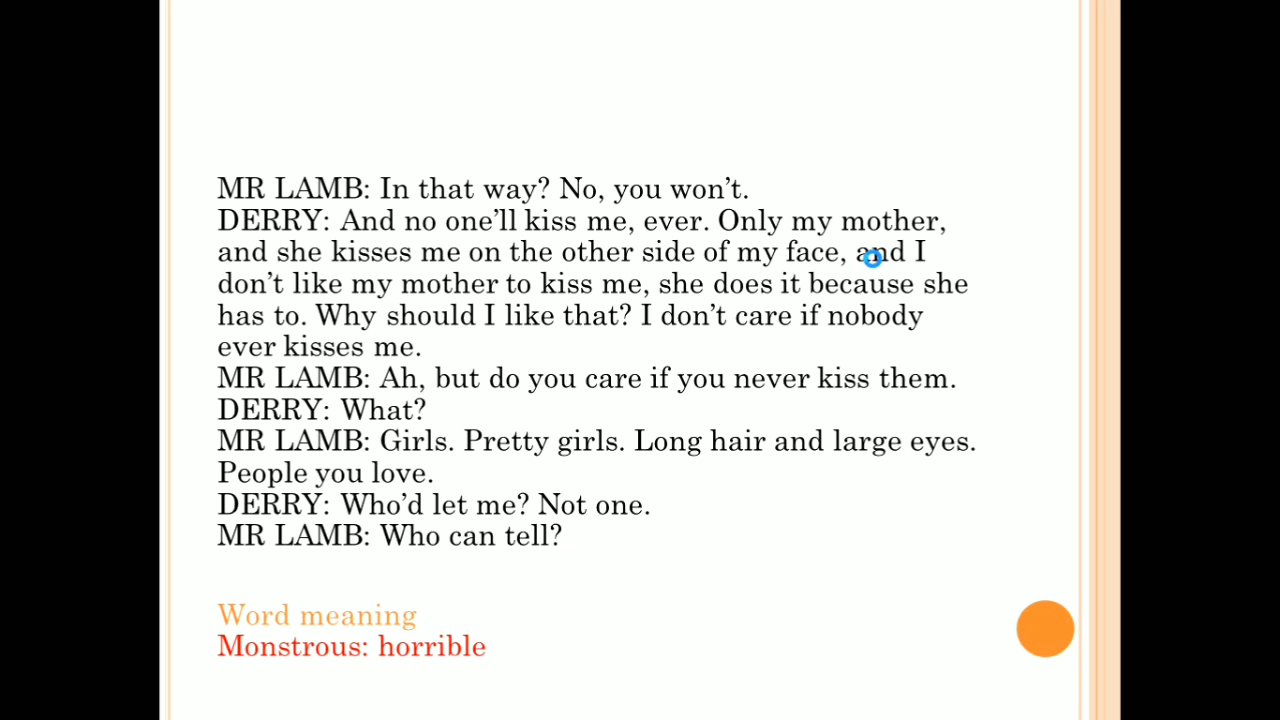 MR LAMB: In that way? No, you won’t.
DERRY: And no one’ll kiss me, ever. Only my mother,
and she kisses me on the other side of my face, and I
don’t like my mother to kiss me, she does it because she
has to. Why should I like that? I don’t care if nobody
ever kisses me.
MR LAMB: Ah, but do you care if you never kiss them.
DERRY: What?
MR LAMB: Girls. Pretty girls. Long hair and large eyes.
People you love.
DERRY: Who’d let me? Not one.
MR LAMB: Who can tell?
Word meaning
Monstrous: horrible